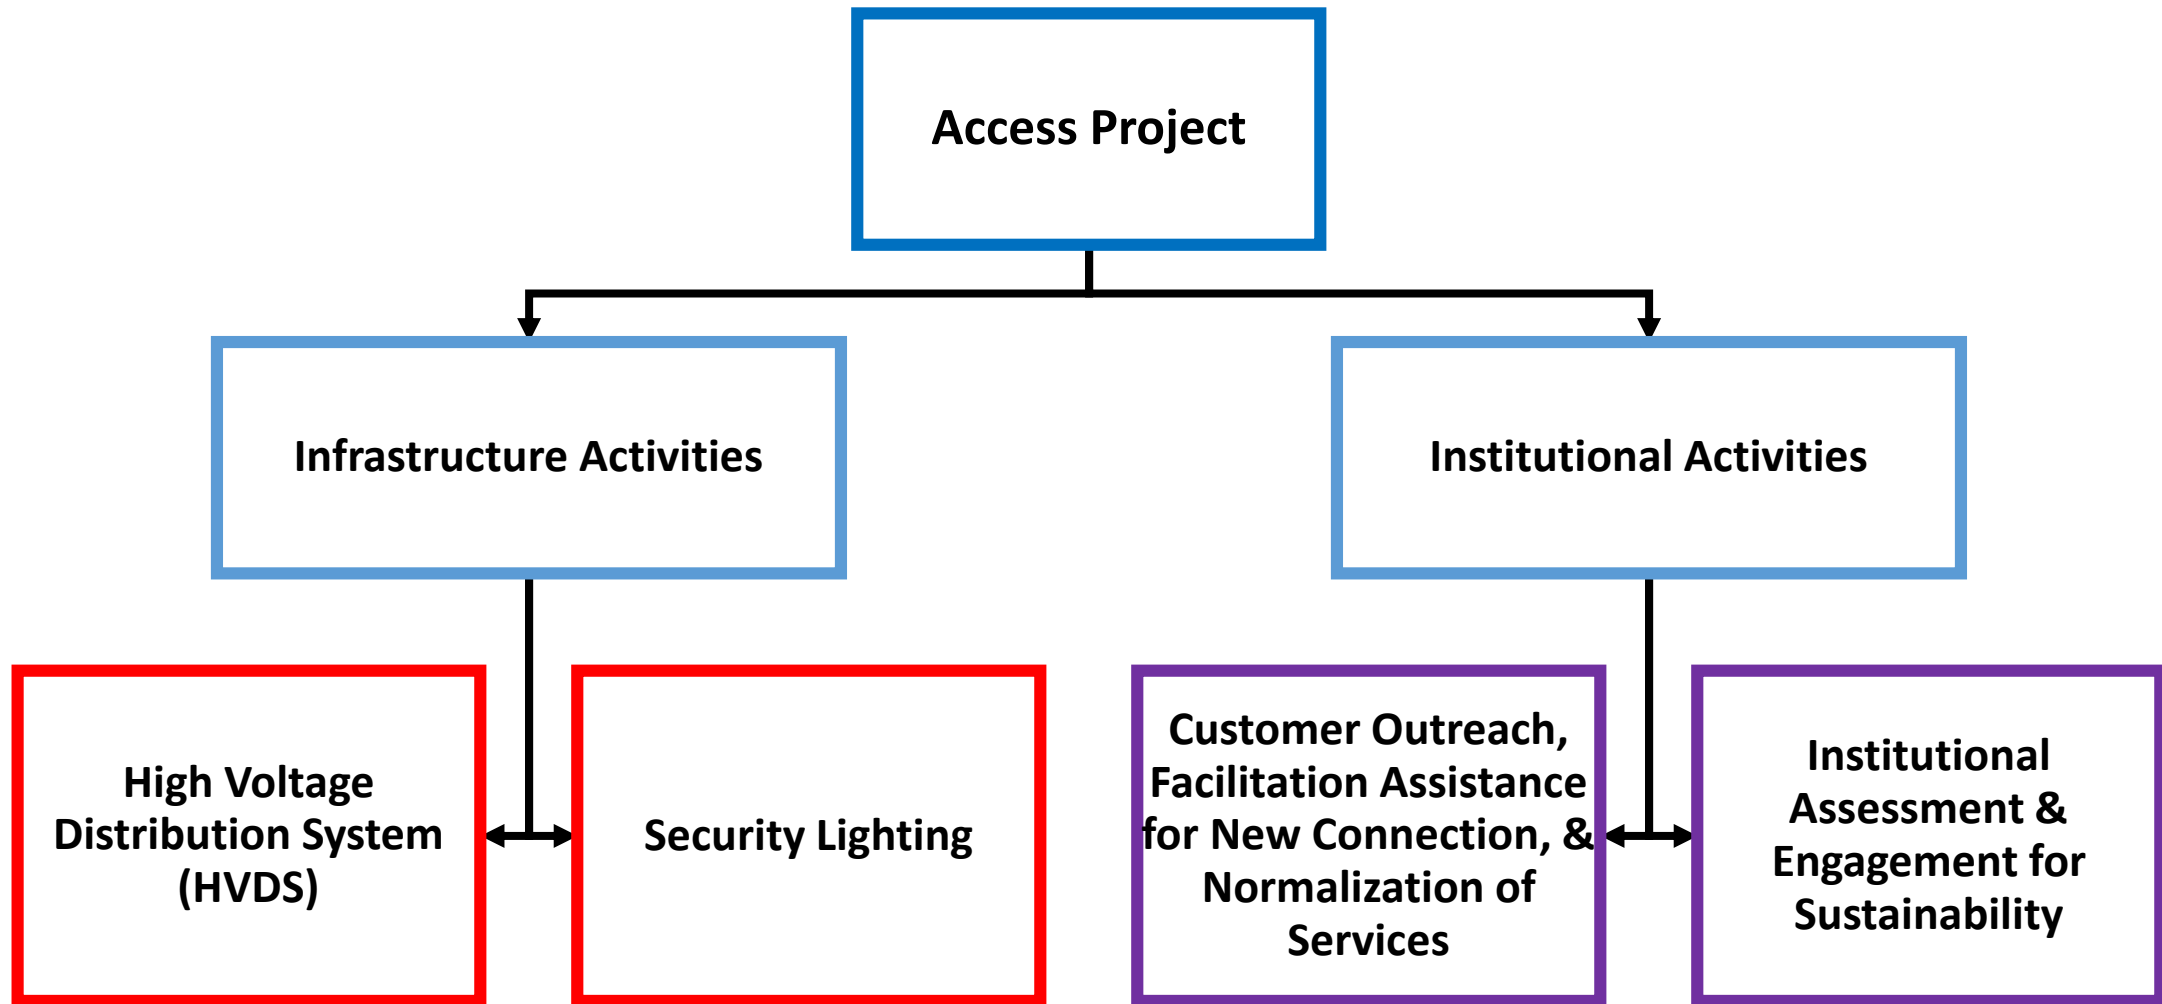 Access Project
Infrastructure Activities
Institutional Activities
High Voltage
Distribution System
(HVDS)
Security Lighting
Customer Outreach,
Facilitation Assistance
for New Connection, &
Normalization of
Services
Institutional
Assessment &
Engagement for
Sustainability